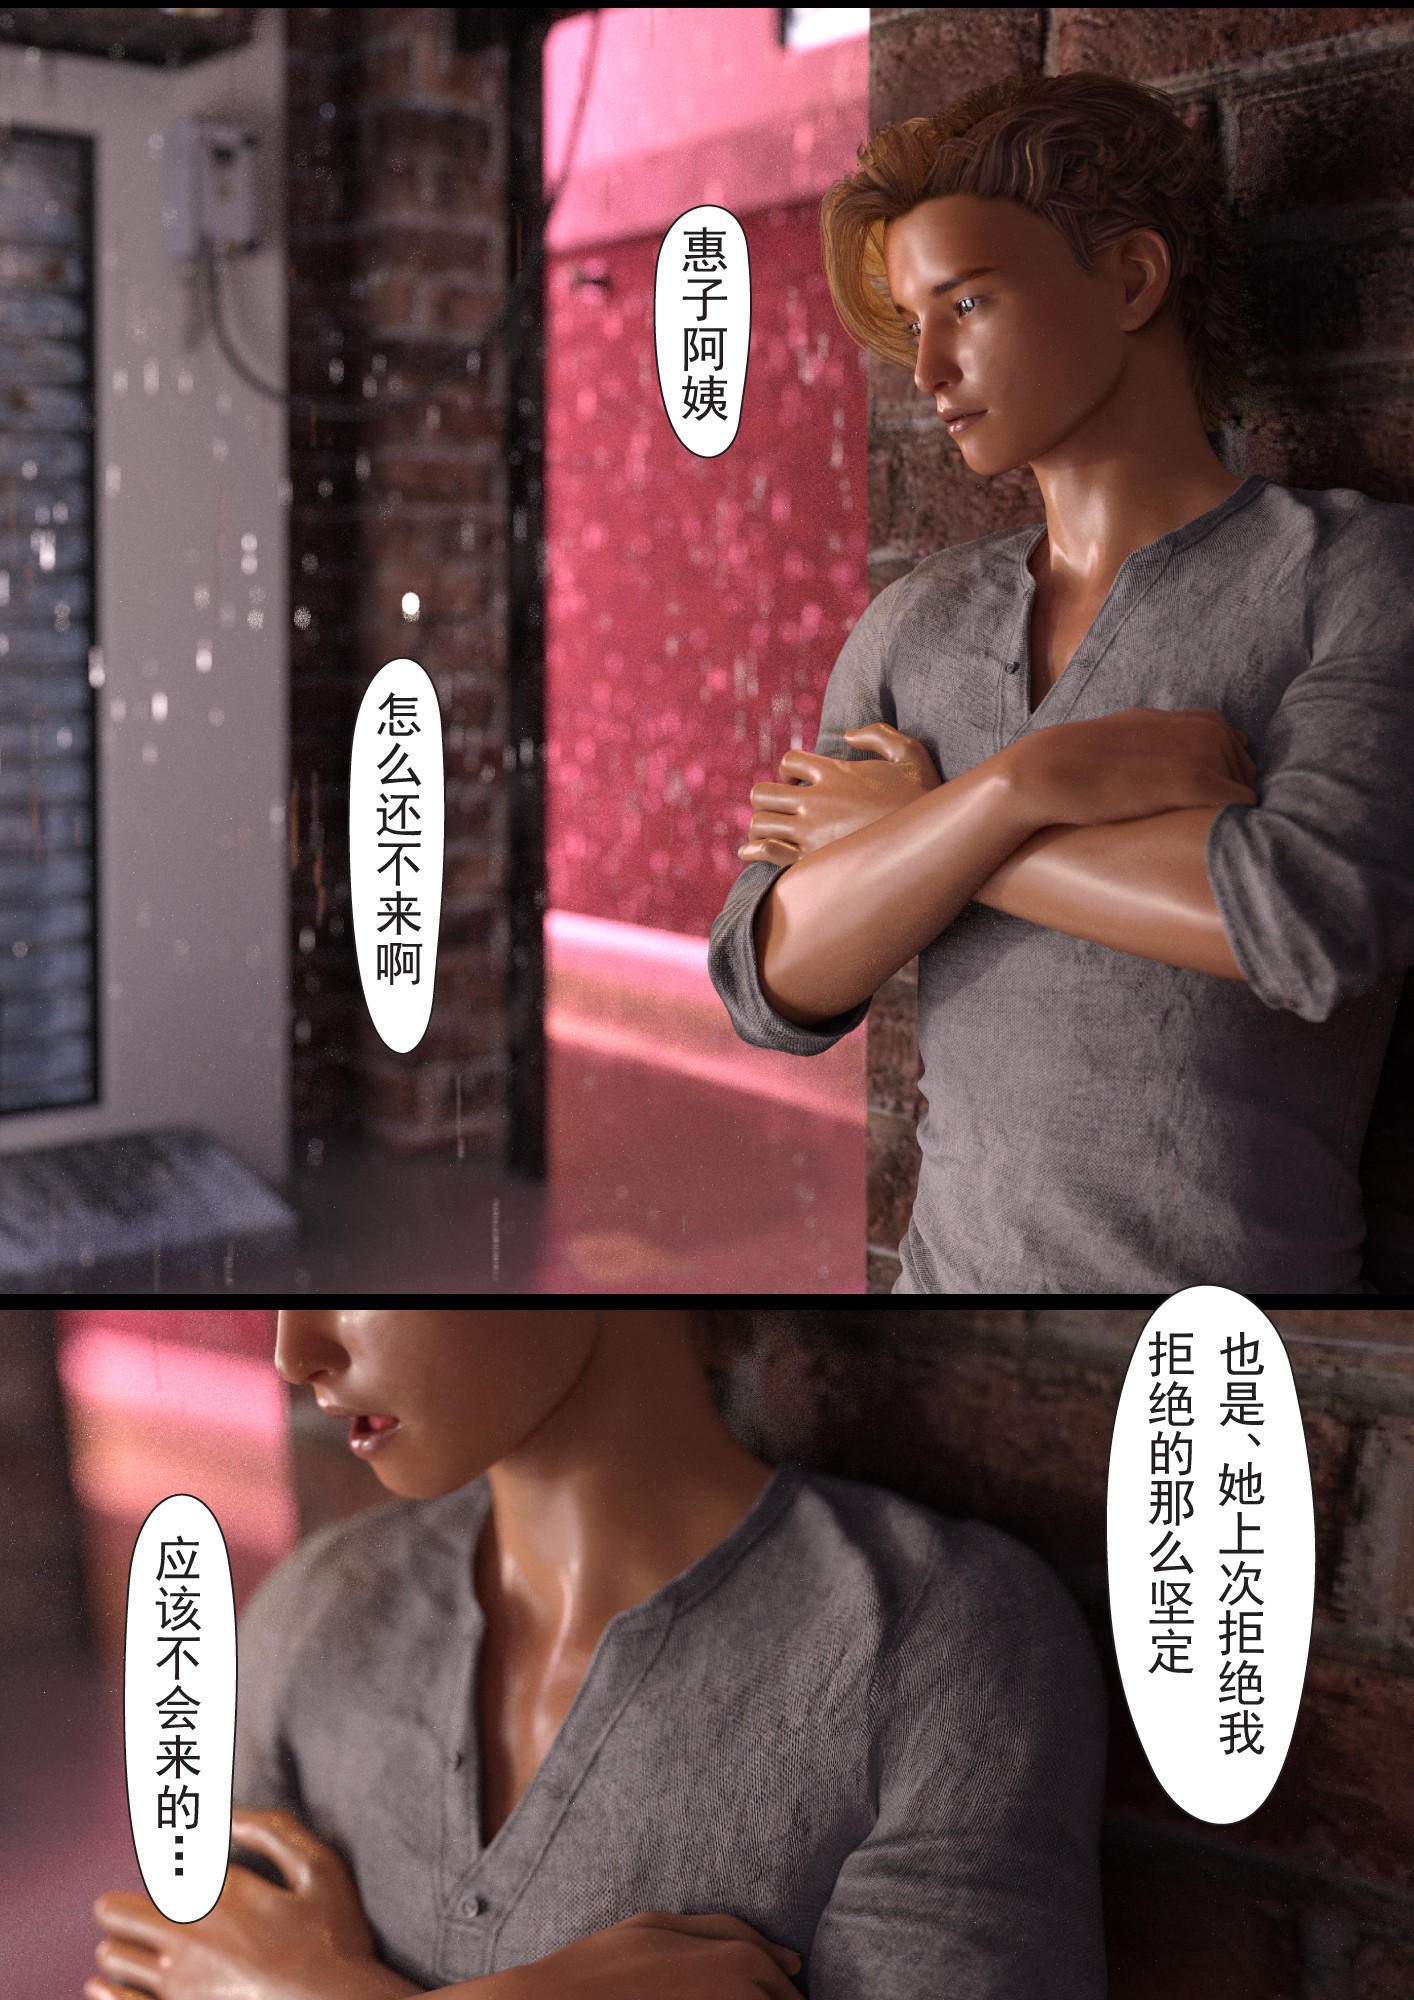 惠子阿姨
怎么还不来啊
也是、她上次拒绝我
拒绝的那么坚定
应该不会来的…